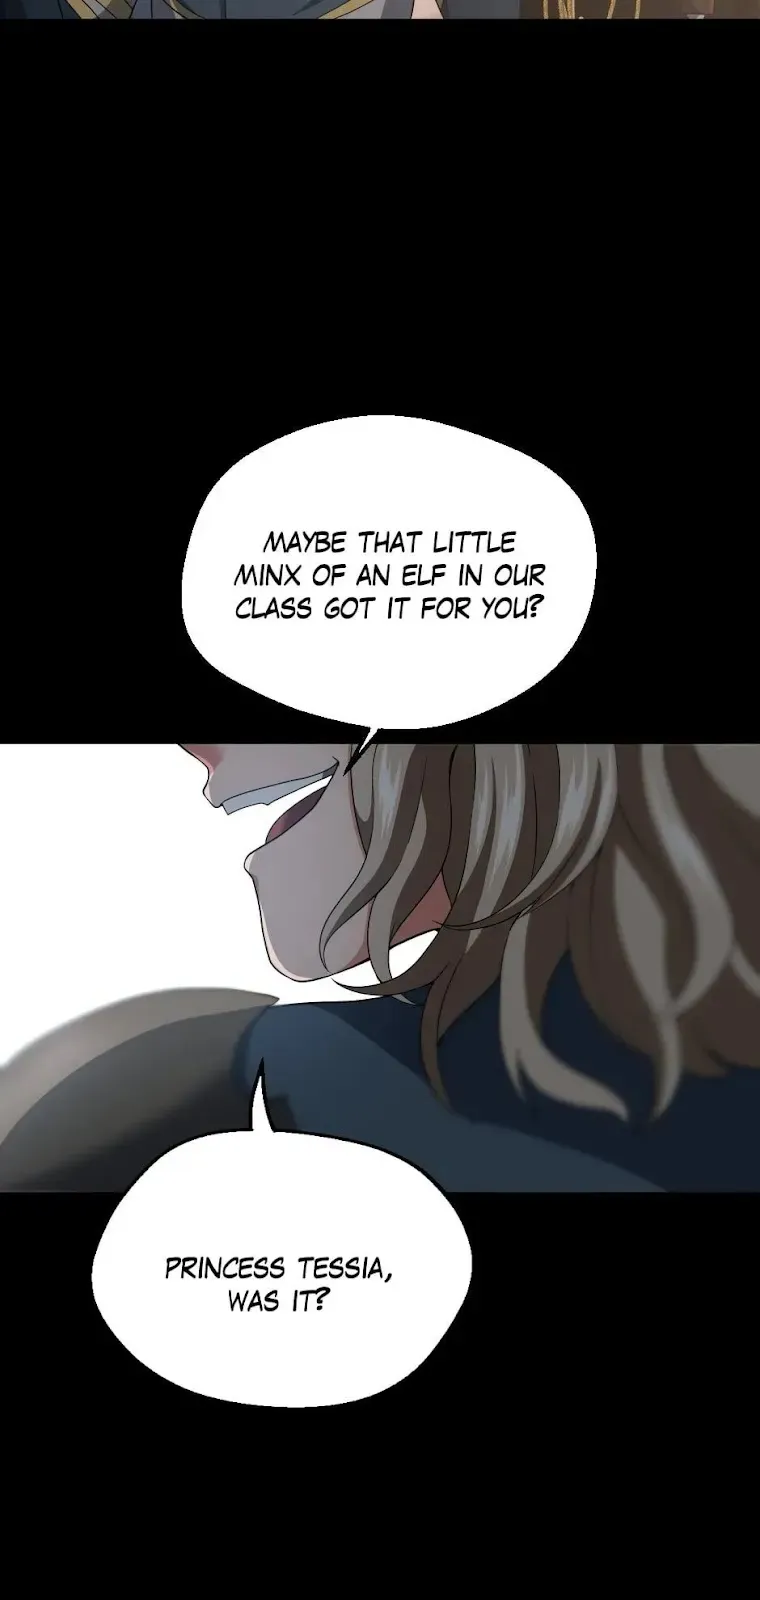 MAYBE THAT LITTLE
MINX OF AN ELF IN OUR
CLASS GOT IT FOR YOU?
PRINCESS TESSIA,
WAS IT?